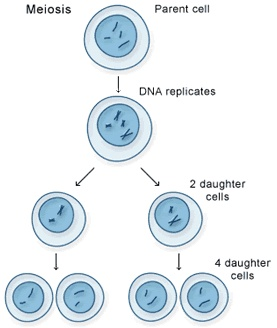 Meiosis
Parent cell
DNA replicates
2 daughter
cells
4 daughter
cells